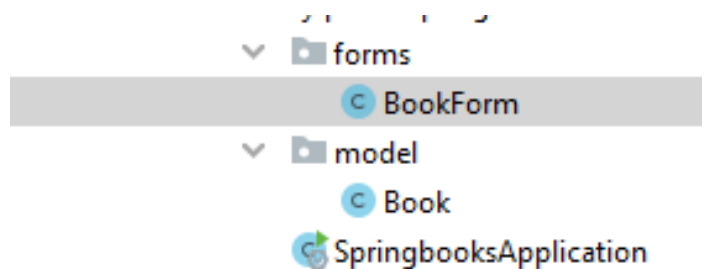 forms
C BookForm
model
C Book
SpringbooksApplication